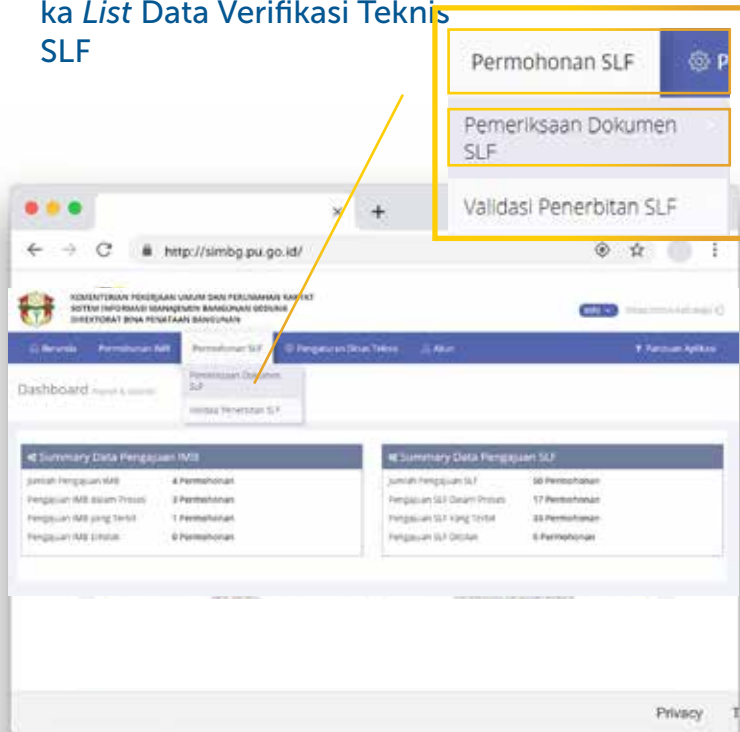 ka List Data Verifikasi Teknis
SLF
Permohonan SLF
P
Pemeriksaan Dokumen
SLF
Validasi Penerbitan SLF
http://simbg.pu.go.id/
KEMENTERIAN PEKERJAAN UMUM DAN PERUMAHAN RAKYAT
SISTEM INFORMASI MANAJEMEN BANGUNAN GEDUNG
DIREKTORAT BINA PENATAAN BANGUNAN
Beranda Permohonan IMB Permohonan SLF Pengaturan Dinas Teknis Akun Panduan Aplikasi
Dashboard
Pemeriksaan Dokumen
SLF
Validasi Penerbitan SLF
Summary Data Pengajuan IMB Summary Data Pengajuan SLF
Jumlah Pengajuan IMB 4 Permohonan Jumlah Pengajuan SLF 50 Permohonan
Pengajuan IMB dalam Proses 3 Permohonan Pengajuan SLF Dalam Proses 17 Permohonan
Pengajuan IMB yang Terbit 1 Permohonan Pengajuan SLF Yang Terbit 33 Permohonan
Pengajuan IMB Ditolak 0 Permohonan Pengajuan SLF Ditolak Permohonan
Privacy T